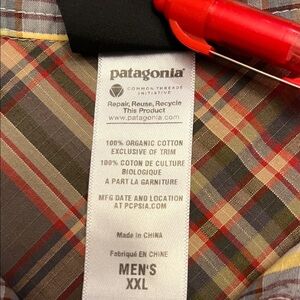 patagonia®
COMMON THREADS
INITIATIVE
Repair, Reuse, Recycle
This Product
www.patagonia.com
100% ORGANIC COTTON
EXCLUSIVE OF TRIM
100% COTON DE CULTURE
BIOLOGIQUE
A PART LA GARNITURE
MFG DATE AND LOCATION
AT PCPSIA.COM
Made in CHINA
Fabriqué EN CHINE
MEN'S
XXL